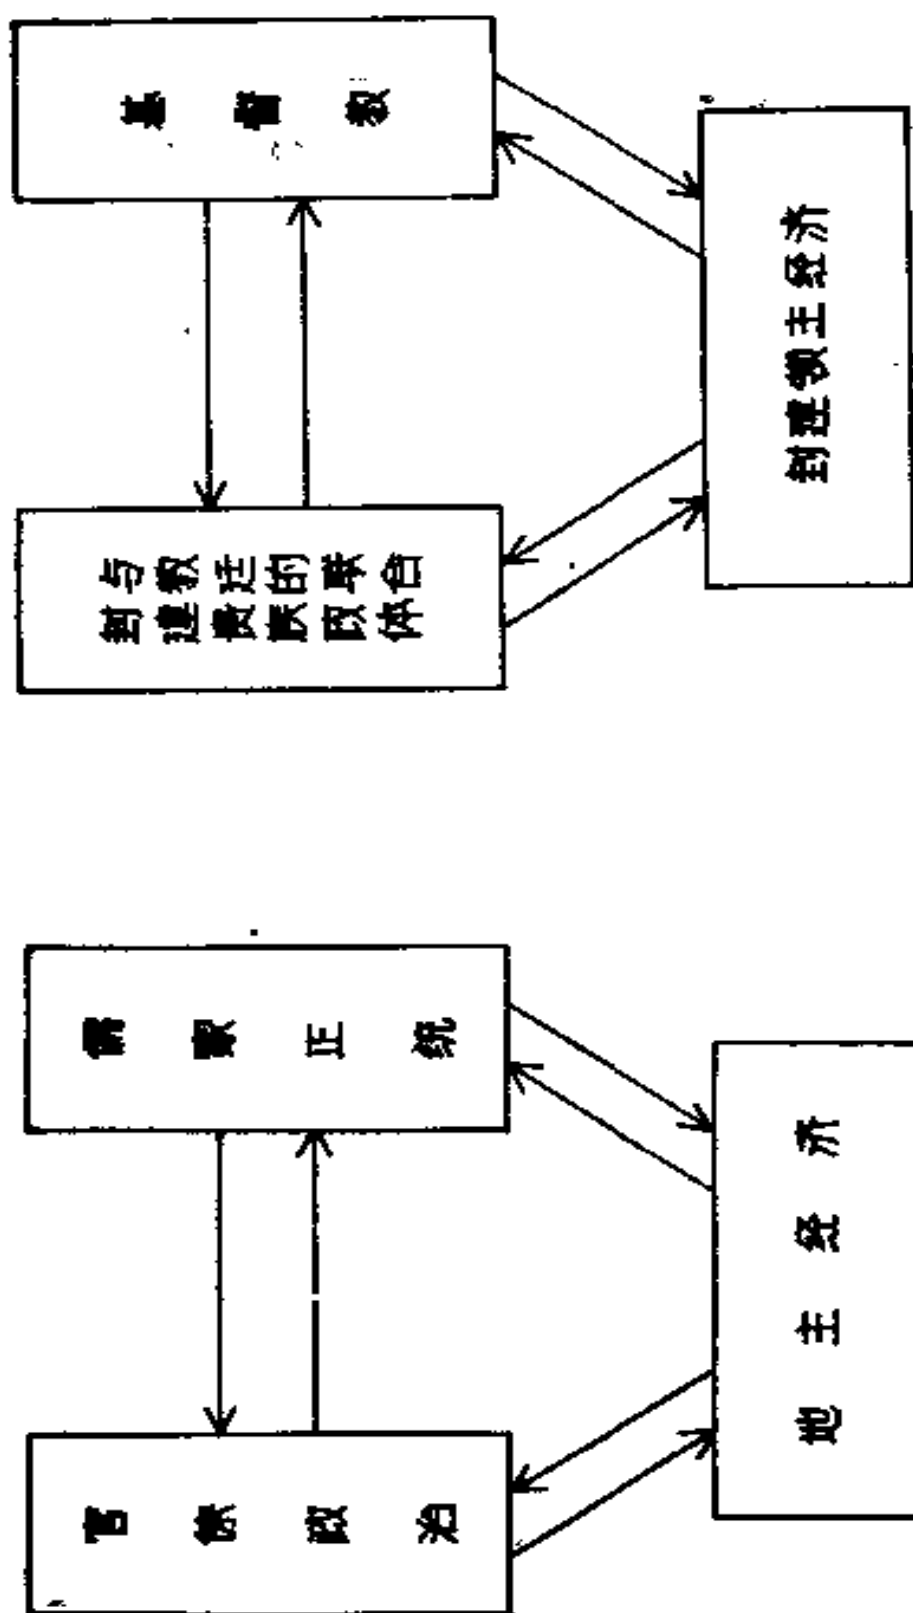 官僚政治
儒家正统
地主经济
封建贵族政体
与教廷的联合
基督教
封建领主经济